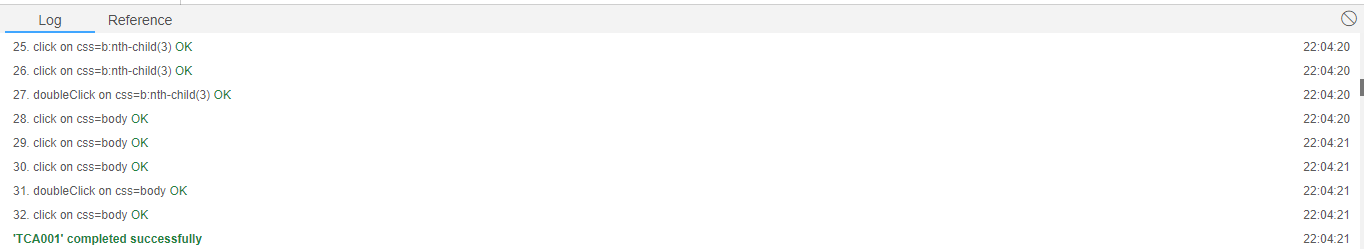 Log Reference
25. click on css=b:nth-child(3) OK 22:04:20
26. click on css=b:nth-child(3) OK 22:04:20
27. doubleClick on css=b:nth-child(3) OK 22:04:20
28. click on css=body OK 22:04:20
29. click on css=body OK 22:04:21
30. click on css=body OK 22:04:21
31. doubleClick on css=body OK 22:04:21
32. click on css=body OK 22:04:21
'TCA001' completed successfully 22:04:21